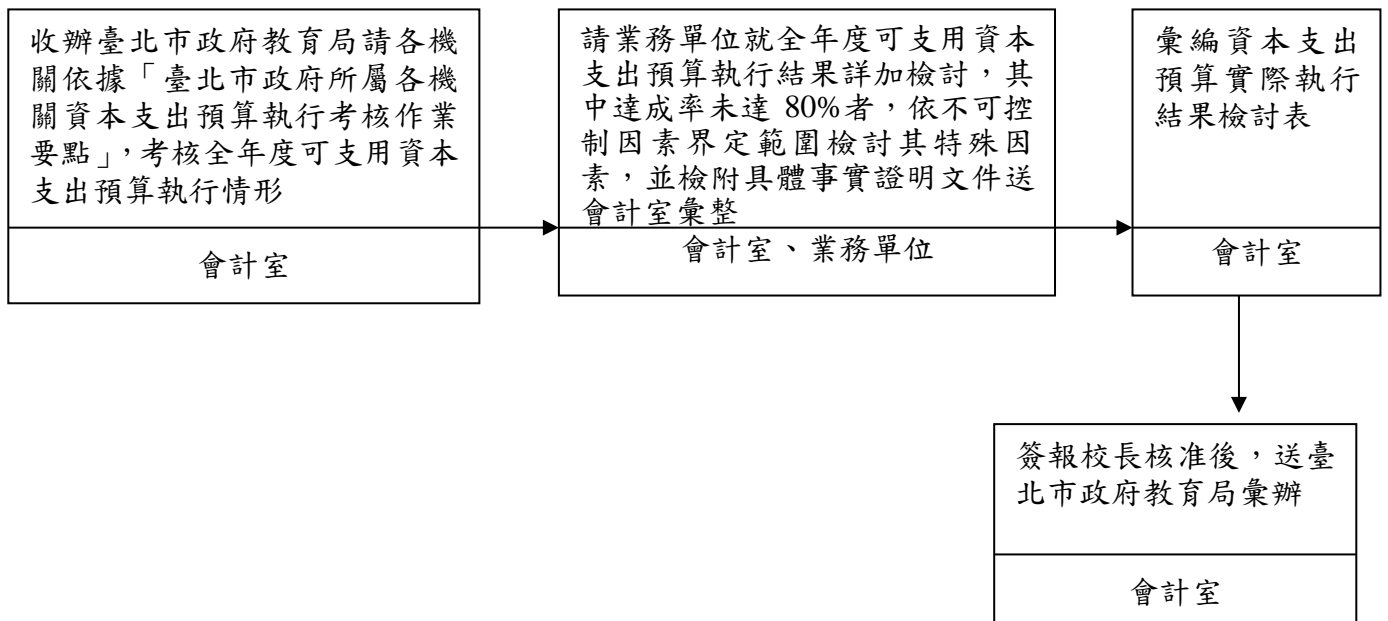 收辦臺北市政府教育局請各機
關依據「臺北市政府所屬各機
關資本支出預算執行考核作業
要點」,考核全年度可支用資本
支出預算執行情形
會計室
請業務單位就全年度可支用資本
支出預算執行結果詳加檢討,其
中達成率未達 80%者,依不可控
制因素界定範圍檢討其特殊因
素,並檢附具體事實證明文件送
會計室彙整
會計室、業務單位
彙編資本支出
預算實際執行
結果檢討表
會計室
簽報校長核准後,送臺
北市政府教育局彙辦
會計室